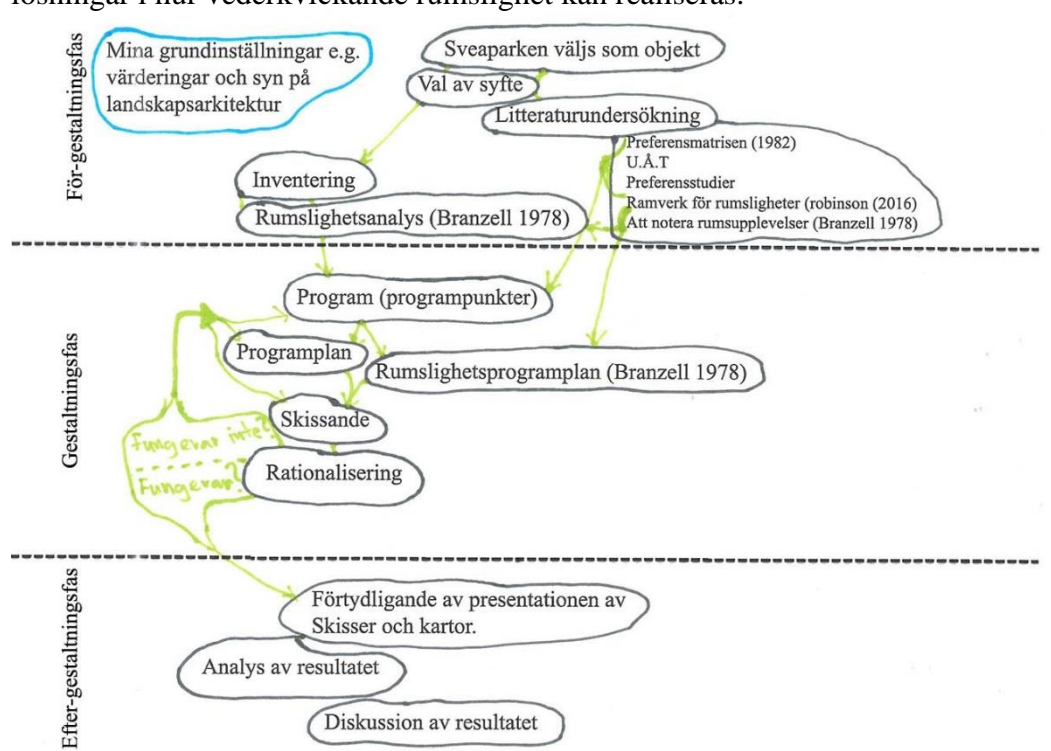 lösningar i hur vederkvickande rumslighet kan realiseras.
För-gestaltningsfas
Mina grundinställningar e.g.
värderingar och syn på
landskapsarkitektur
Sveaparken väljs som objekt
Val av syfte
Litteraturundersökning
Preferensmatrisen (1982)
U.Å.T
Preferensstudier
Ramverk för rumsligheter (robinson (2016)
Att notera rumsupplevelser (Branzell 1978)
Inventering
Rumslighetsanalys (Branzell 1978)
Gestaltningsfas
Program (programpunkter)
Programplan
Rumslighetsprogramplan (Branzell 1978)
Skissande
Fungerar inte?
Fungerar?
Rationalisering
Efter-gestaltningsfas
Förtydligande av presentationen av
Skisser och kartor.
Analys av resultatet
Diskussion av resultatet